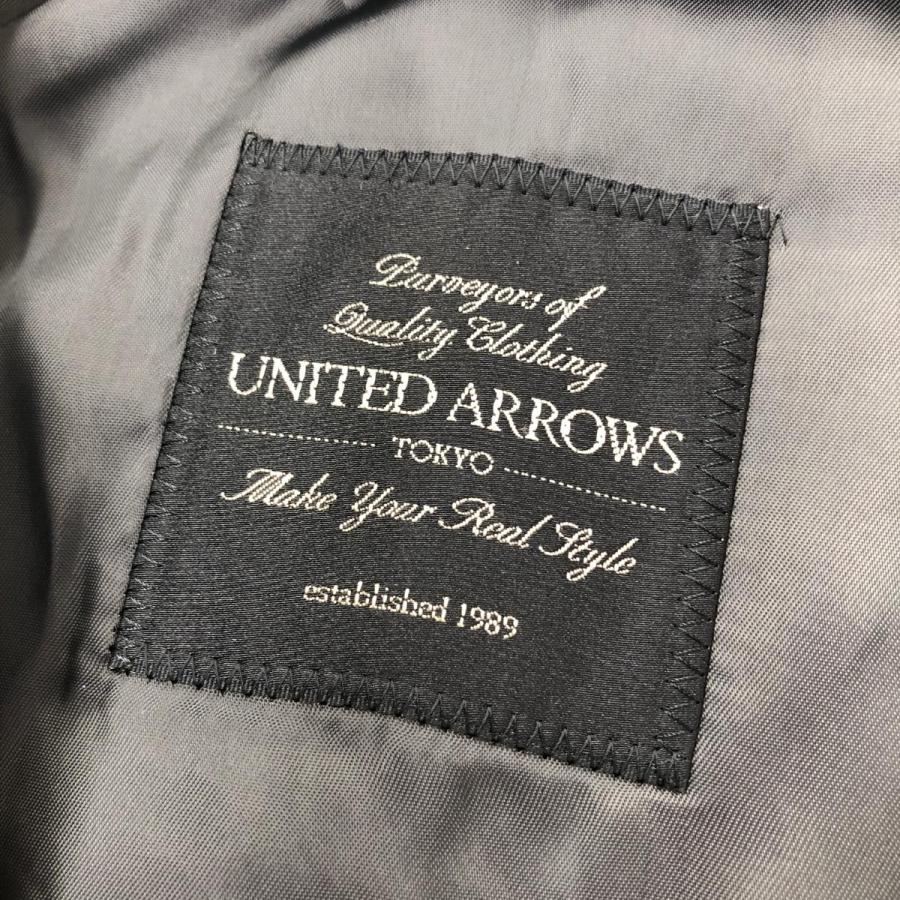 Purveyors of
Quality Clothing
UNITED ARROWS
TOKYO
Make Your Real Style
established 1989